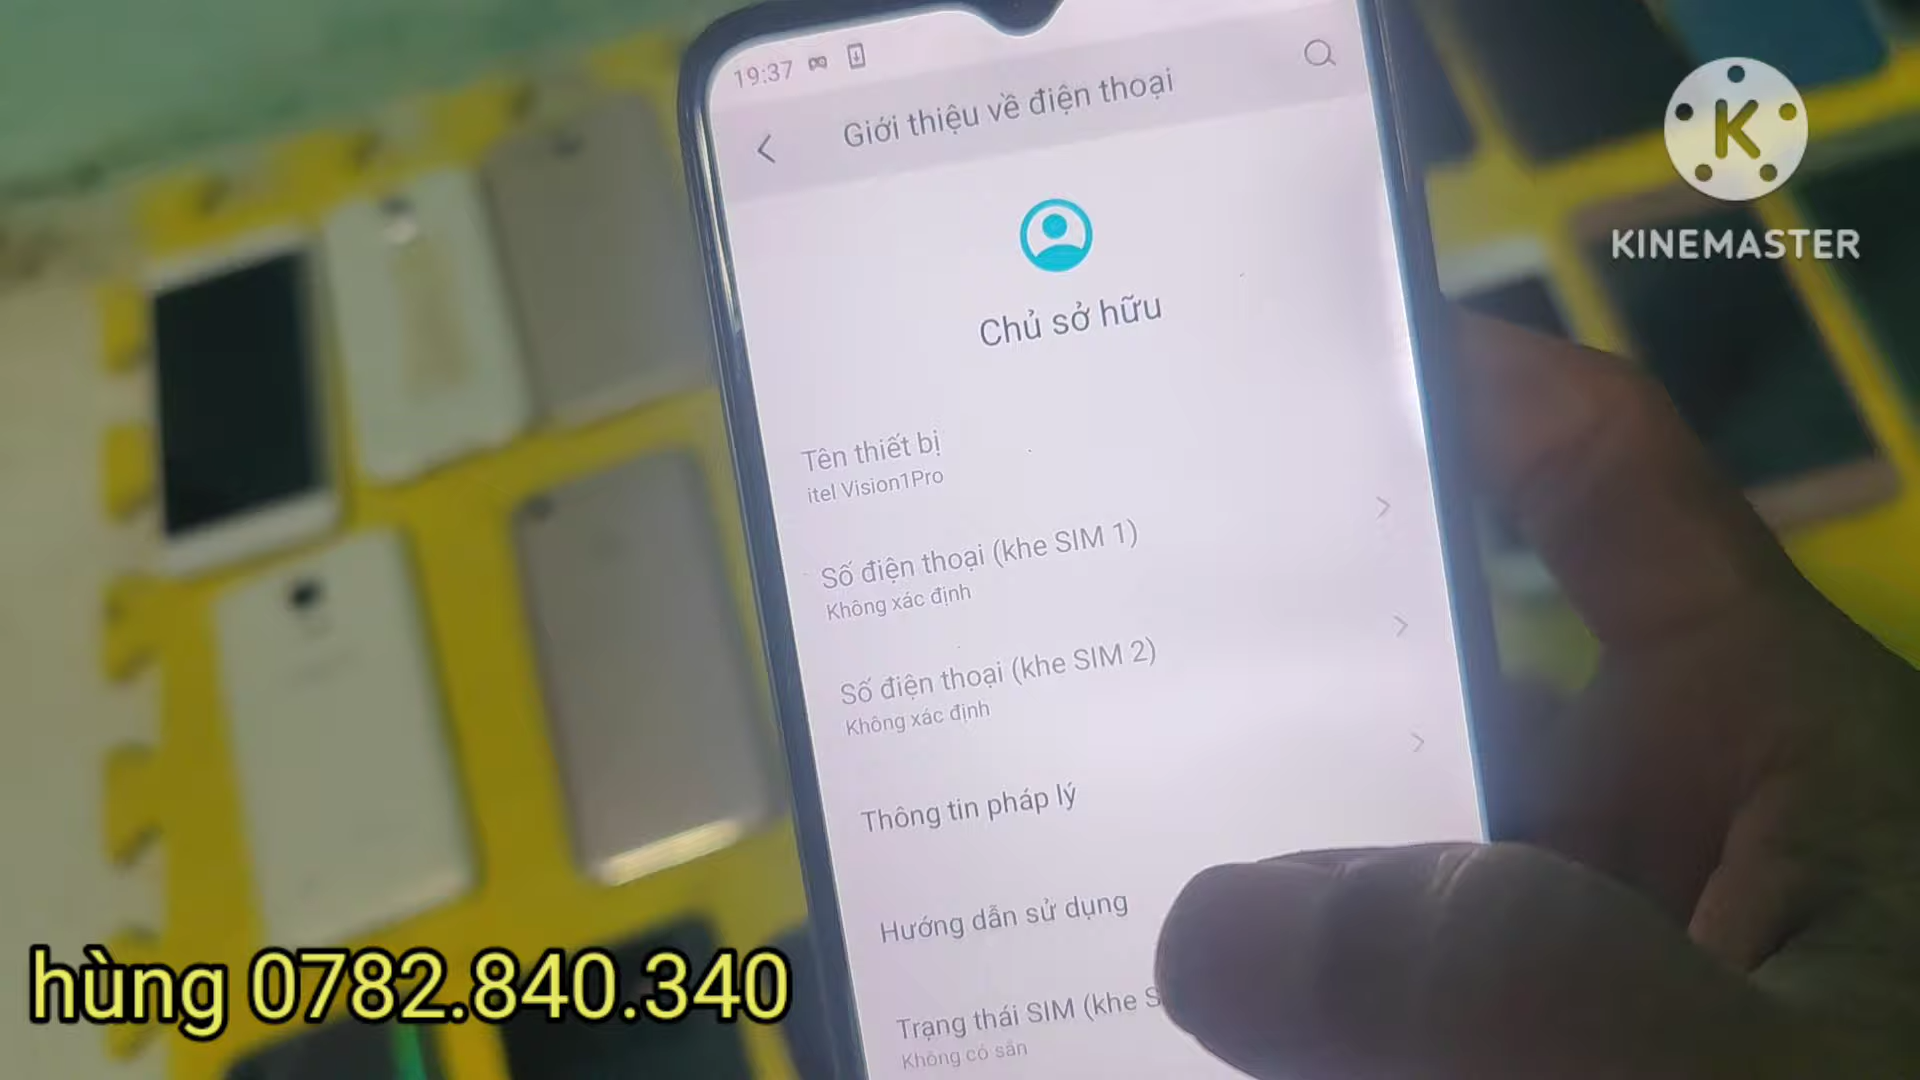 19:37
Giới thiệu về điện thoại
K
KINEMASTER
Chủ sở hữu
Tên thiết bị
itel Vision1Pro
Số điện thoại (khe SIM 1)
Không xác định
Số điện thoại (khe SIM 2)
Không xác định
Thông tin pháp lý
Hướng dẫn sử dụng
Trạng thái SIM (khe S
Không có sẵn
hùng 0782.840.340